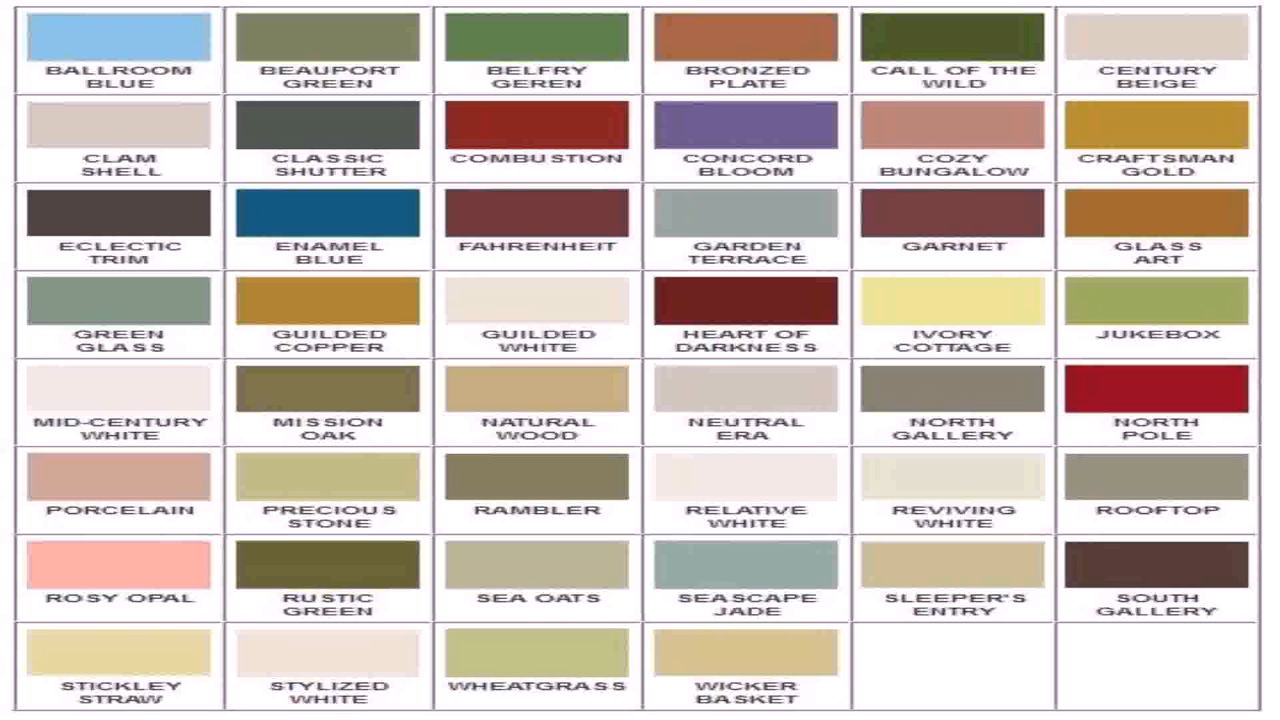 BALLROOM
BLUE
BEAUPORT
GREEN
BELFRY
GEREN
BRONZED
PLATE
CALL OF THE
WILD
CENTURY
BEIGE
CLAM
SHELL
CLASSIC
SHUTTER
COMBUSTION
CONCORD
BLOOM
COZY
BUNGALOW
CRAFTSMAN
GOLD
ECLECTIC
TRIM
ENAMEL
BLUE
FAHRENHEIT
GARDEN
TERRACE
GARNET
GLASS
ART
GREEN
GLASS
GUILDED
COPPER
GUILDED
WHITE
HEART OF
DARKNESS
IVORY
COTTAGE
JUKEBOX
MID-CENTURY
WHITE
MISSION
OAK
NATURAL
WOOD
NEUTRAL
ERA
NORTH
GALLERY
NORTH
POLE
PORCELAIN
PRECIOUS
STONE
RAMBLER
RELATIVE
WHITE
REVIVING
WHITE
ROOFTOP
ROSY OPAL
RUSTIC
GREEN
SEA OATS
SEASCAPE
JADE
SLEEPER'S
ENTRY
SOUTH
GALLERY
STICKLEY
STRAW
STYLIZED
WHITE
WHEATGRASS
WICKER
BASKET